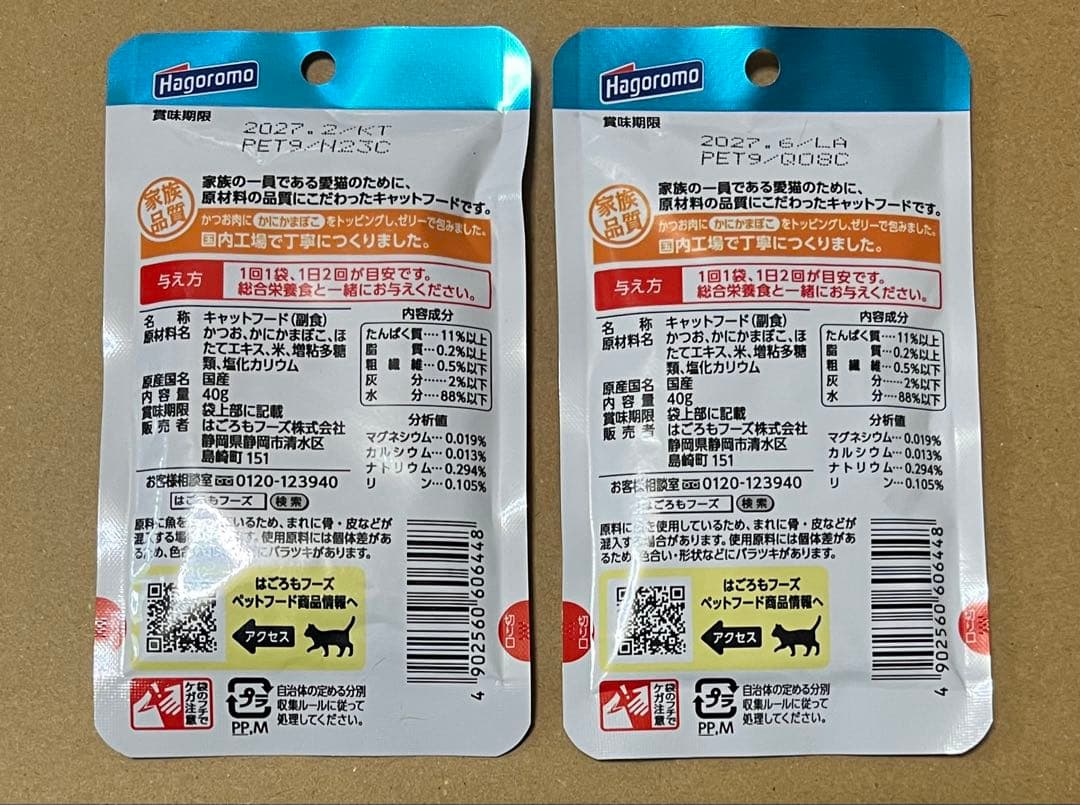 Hagoromo
賞味期限
2027. 2/KT
PET9/N23C
家族品質
家族の一員である愛猫のために、
原材料の品質にこだわったキャットフードです。
かつお肉にかにかまぼこをトッピングし、ゼリーで包みました。
国内工場で丁寧につくりました。
与え方
1回1袋、1日2回が目安です。
総合栄養食と一緒にお与えください。
名称 キャットフード(副食)
原材料名 かつお、かにかまぼこ、ほ
たてエキス、米、増粘多糖
類、塩化カリウム
原産国名 国産
内容量 40g
賞味期限 袋上部に記載
販売者 はごろもフーズ株式会社
静岡県静岡市清水区
島崎町 151
内容成分
たんぱく質…11%以上
脂質…0.2%以上
粗繊維…0.5%以下
灰分…2%以下
水分…88%以下
分析値
マグネシウム…0.019%
カルシウム…0.013%
ナトリウム…0.294%
リン…0.105%
お客様相談室 0120-123940
はごろもフーズ 検索
原料に魚を
いるため、まれに骨・皮などが
混入する場
す。使用原料には個体差があ
るため、色合い
にバラツキがあります。
はごろもフーズ
ペットフード商品情報へ
アクセス
4 902560 606448
切り口
袋のフチで
ケガ注意
プラ
PP,M
自治体の定める分別
収集ルールに従って
処理してください。
Hagoromo
賞味期限
2027. 6/LA
PET9/Q08C
家族品質
家族の一員である愛猫のために、
原材料の品質にこだわったキャットフードです。
かつお肉にかにかまぼこをトッピングし、ゼリーで包みました。
国内工場で丁寧につくりました。
与え方
1回1袋、1日2回が目安です。
総合栄養食と一緒にお与えください。
名称 キャットフード(副食)
原材料名 かつお、かにかまぼこ、ほ
たてエキス、米、増粘多糖
類、塩化カリウム
原産国名 国産
内容量 40g
賞味期限 袋上部に記載
販売者 はごろもフーズ株式会社
静岡県静岡市清水区
島崎町 151
内容成分
たんぱく質…11%以上
脂質…0.2%以上
粗繊維…0.5%以下
灰分…2%以下
水分…88%以下
分析値
マグネシウム…0.019%
カルシウム…0.013%
ナトリウム…0.294%
リン…0.105%
お客様相談室 0120-123940
はごろもフーズ 検索
原料に
を使用しているため、まれに骨・皮などが
混入する場合があります。使用原料には個体差があ
るため、色合い・形状などにバラツキがあります。
はごろもフーズ
ペットフード商品情報へ
アクセス
4 902560 606448
切り口
袋のフチで
ケガ注意
プラ
PP,M
自治体の定める分別
収集ルールに従って
処理してください。